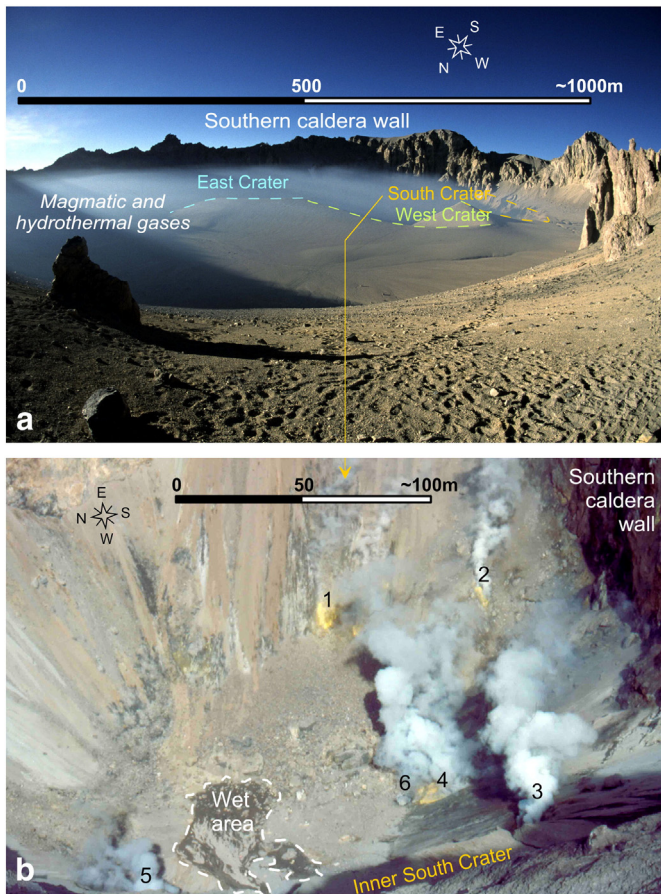 E S
N W
0 500 ~1000m
Southern caldera wall
East Crater
South Crater
Magmatic and
hydrothermal gases
West Crater
a
0 50 ~100m
Southern
caldera
wall
E
N S
W
2
1
6 4 3
Wet
area
5
Inner South Crater
b